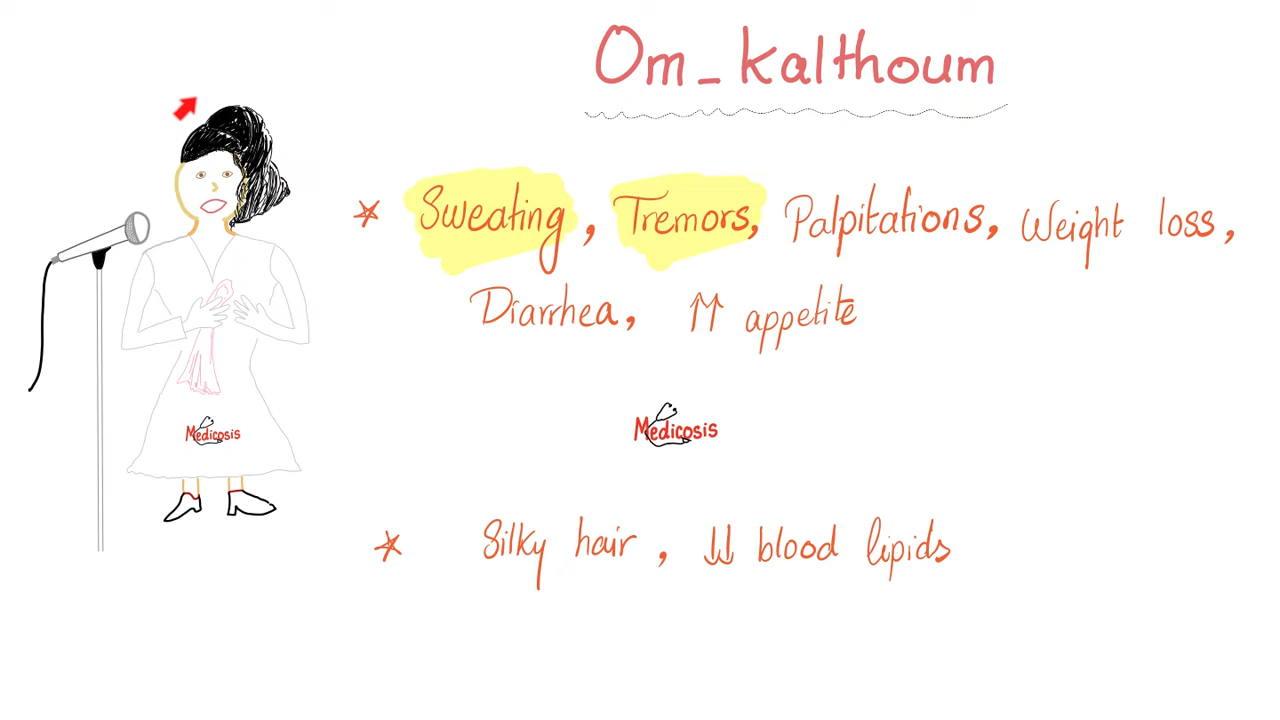 Om_kalthoum
* Sweating, Tremors, Palpitations, Weight loss,
Diarrhea, ↑↑ appetite
Medicosis
Medicosis
* Silky hair, ↓↓ blood lipids